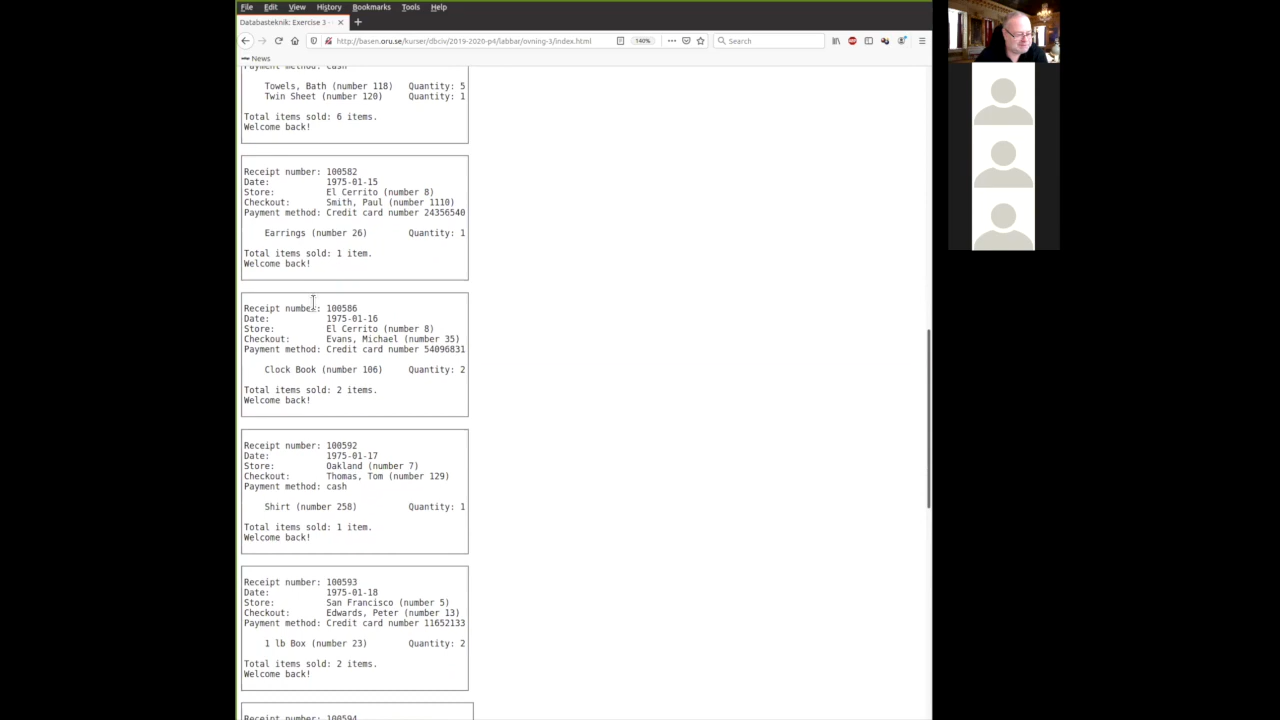 File Edit View History Bookmarks Tools Help
Databasteknik: Exercise 3 -
http://basen.oru.se/kurser/dbciv/2019-2020-p4/labbar/ovning-3/index.html 140% Search
News
Payment method: Cash
Towels, Bath (number 118) Quantity: 5
Twin Sheet (number 120) Quantity: 1
Total items sold: 6 items.
Welcome back!
Receipt number: 100582
Date: 1975-01-15
Store: El Cerrito (number 8)
Checkout: Smith, Paul (number 1110)
Payment method: Credit card number 24356540
Earrings (number 26) Quantity: 1
Total items sold: 1 item.
Welcome back!
Receipt number: 100586
Date: 1975-01-16
Store: El Cerrito (number 8)
Checkout: Evans, Michael (number 35)
Payment method: Credit card number 54096831
Clock Book (number 106) Quantity: 2
Total items sold: 2 items.
Welcome back!
Receipt number: 100592
Date: 1975-01-17
Store: Oakland (number 7)
Checkout: Thomas, Tom (number 129)
Payment method: cash
Shirt (number 258) Quantity: 1
Total items sold: 1 item.
Welcome back!
Receipt number: 100593
Date: 1975-01-18
Store: San Francisco (number 5)
Checkout: Edwards, Peter (number 13)
Payment method: Credit card number 11652133
1 lb Box (number 23) Quantity: 2
Total items sold: 2 items.
Welcome back!
Receipt number: 100594